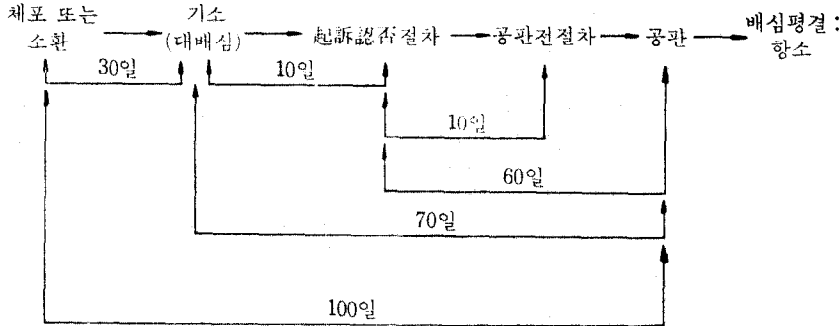 체포 또는
소환
기소
(대배심)
起訴認否절차
공판전절차
공판
배심평결:
항소
30일
10일
10일
60일
70일
100일